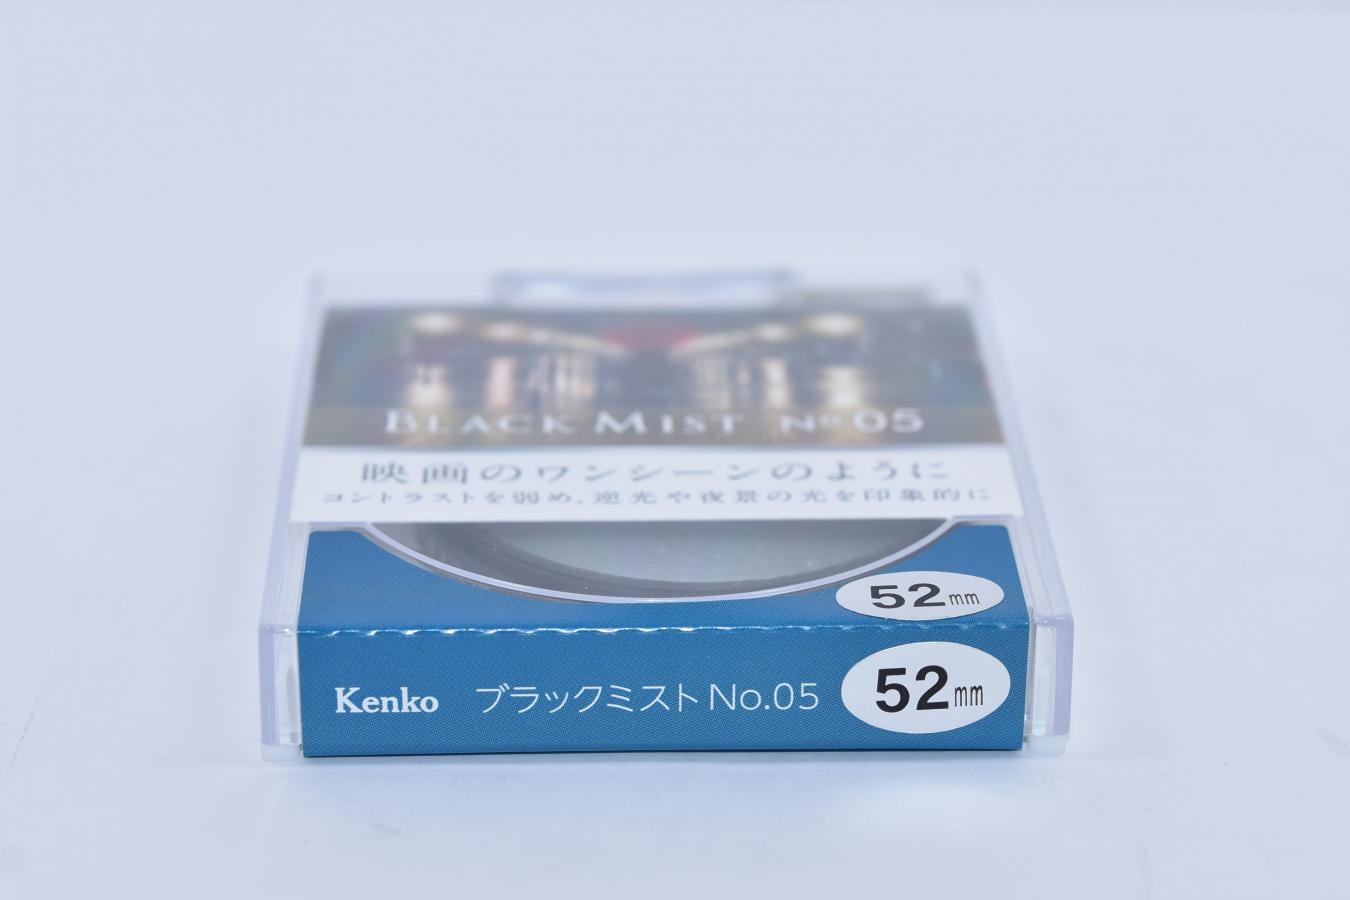 BLACK MIST No 05
映画のワンシーンのように
コントラストを弱め、逆光や夜景の光を印象的に
52mm
Kenko ブラックミスト No.05 52mm